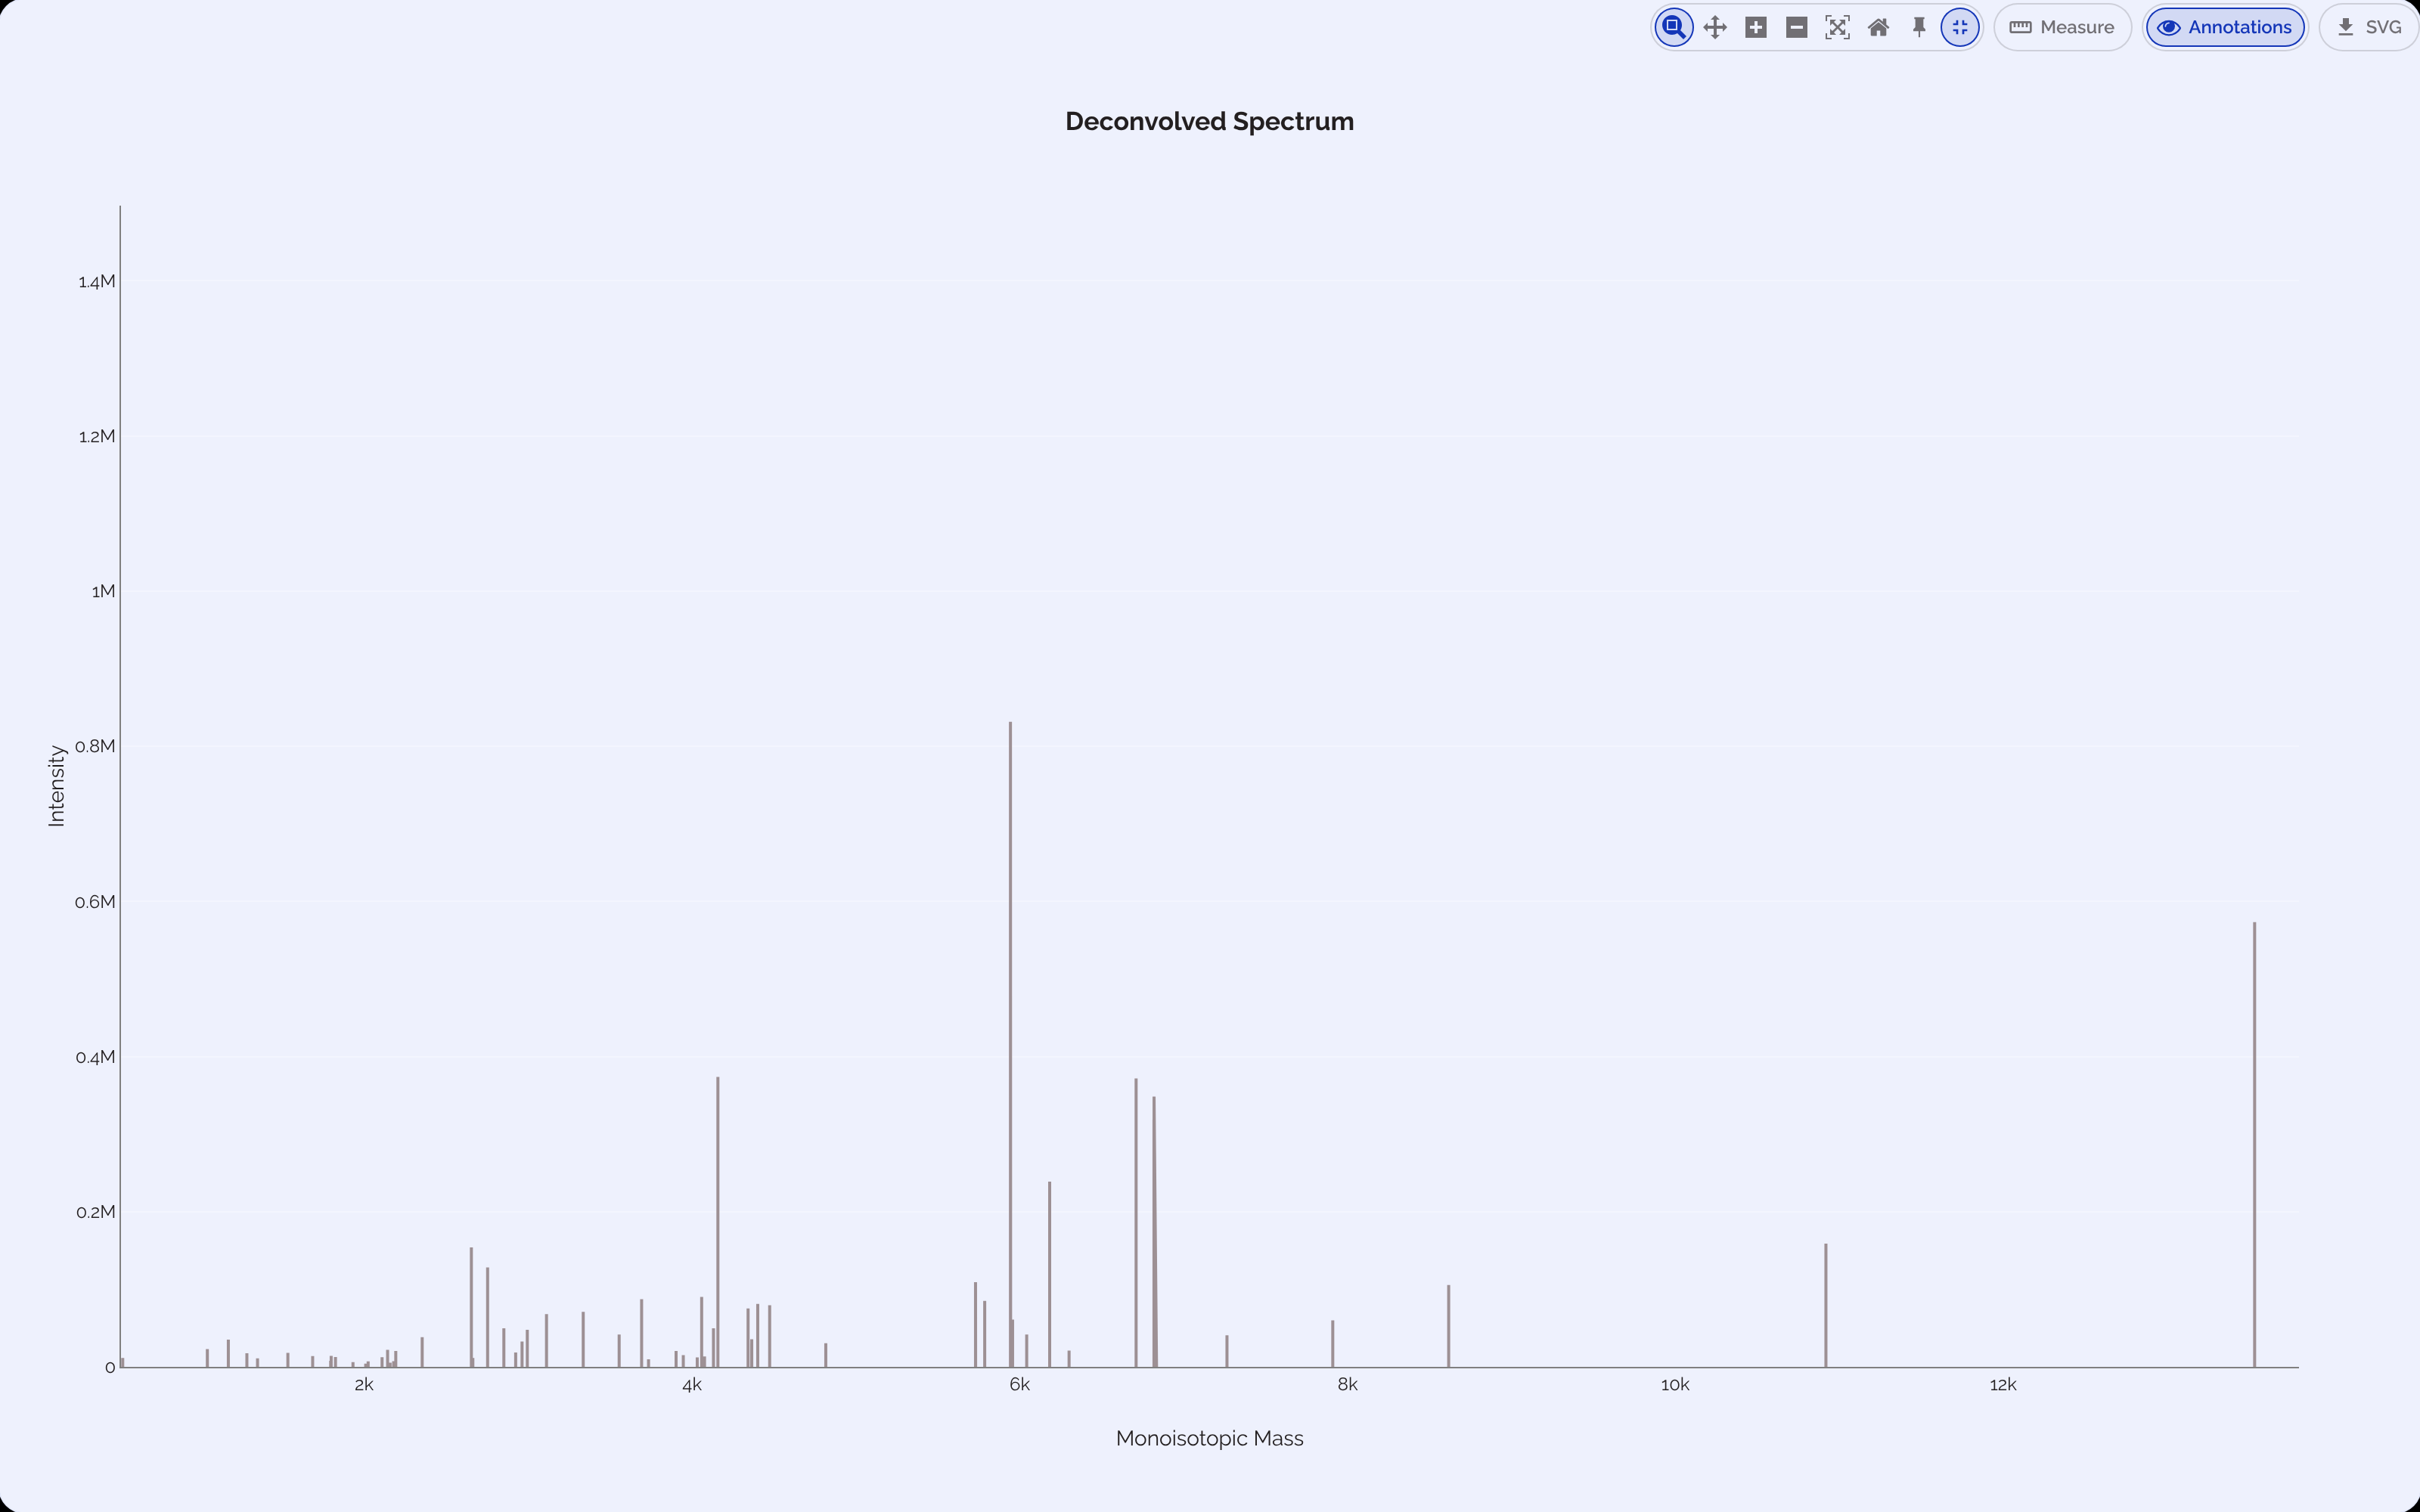 Measure
Annotations
SVG
Deconvolved Spectrum
1.4M
1.2M
1M
0.8M
0.6M
0.4M
0.2M
0
Intensity
2k
4k
6k
8k
10k
12k
Monoisotopic Mass